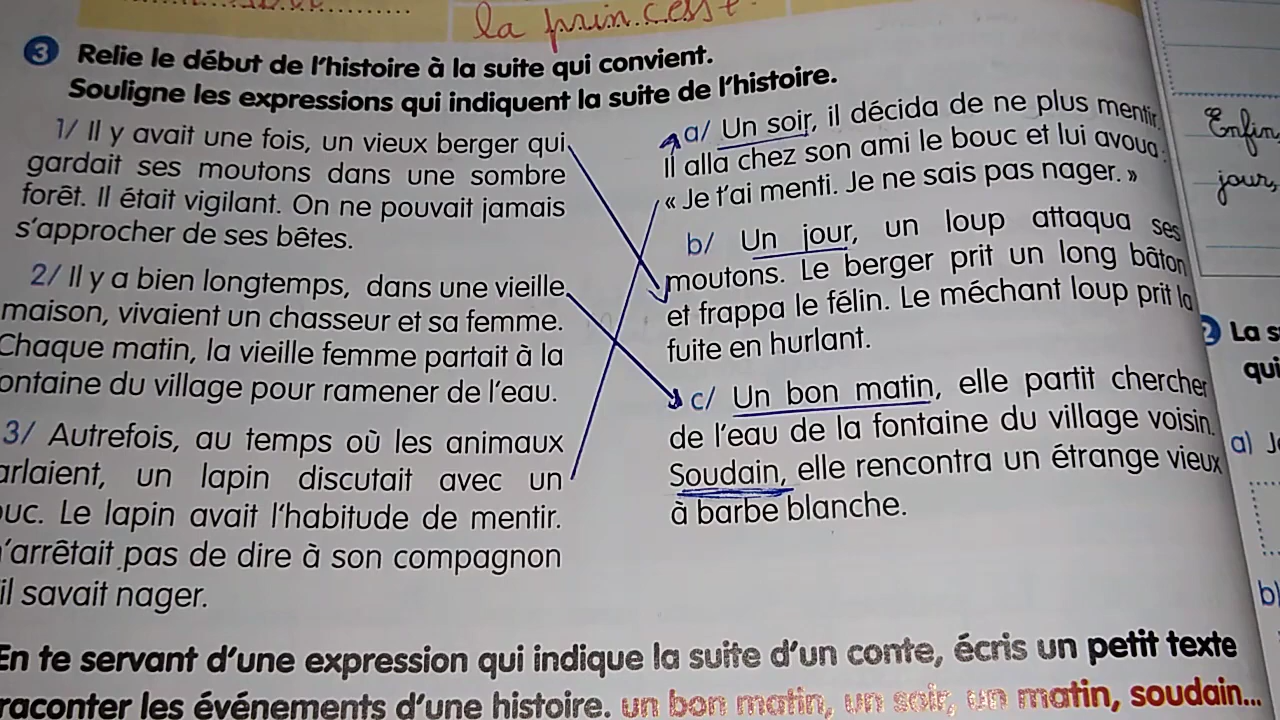 la princesse
3 Relie le début de l'histoire à la suite qui convient.
Souligne les expressions qui indiquent la suite de l'histoire.
1/ Il y avait une fois, un vieux berger qui
gardait ses moutons dans une sombre
forêt. Il était vigilant. On ne pouvait jamais
s'approcher de ses bêtes.
2/ Il y a bien longtemps, dans une vieille
maison, vivaient un chasseur et sa femme.
Chaque matin, la vieille femme partait à la
ontaine du village pour ramener de l'eau.
3/ Autrefois, au temps où les animaux
arlaient, un lapin discutait avec un
ouc. Le lapin avait l'habitude de mentir.
'arrêtait pas de dire à son compagnon
il savait nager.
a/ Un soir, il décida de ne plus mentir.
Il alla chez son ami le bouc et lui avoua :
« Je t'ai menti. Je ne sais pas nager. »
b/ Un jour, un loup attaqua ses
moutons. Le berger prit un long bâton
et frappa le félin. Le méchant loup prit la
fuite en hurlant.
c/ Un bon matin, elle partit chercher
de l'eau de la fontaine du village voisin.
Soudain, elle rencontra un étrange vieux
à barbe blanche.
En te servant d'une expression qui indique la suite d'un conte, écris un petit texte
raconter les événements d'une histoire. un bon matin, un soir, un matin, soudain...
Enfin
jour,
2 La s
qui
a) J
b)